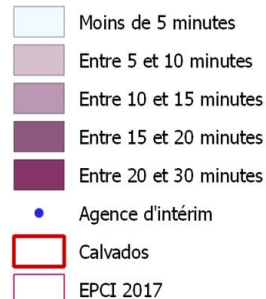 Moins de 5 minutes
Entre 5 et 10 minutes
Entre 10 et 15 minutes
Entre 15 et 20 minutes
Entre 20 et 30 minutes
Agence d'intérim
Calvados
EPCI 2017